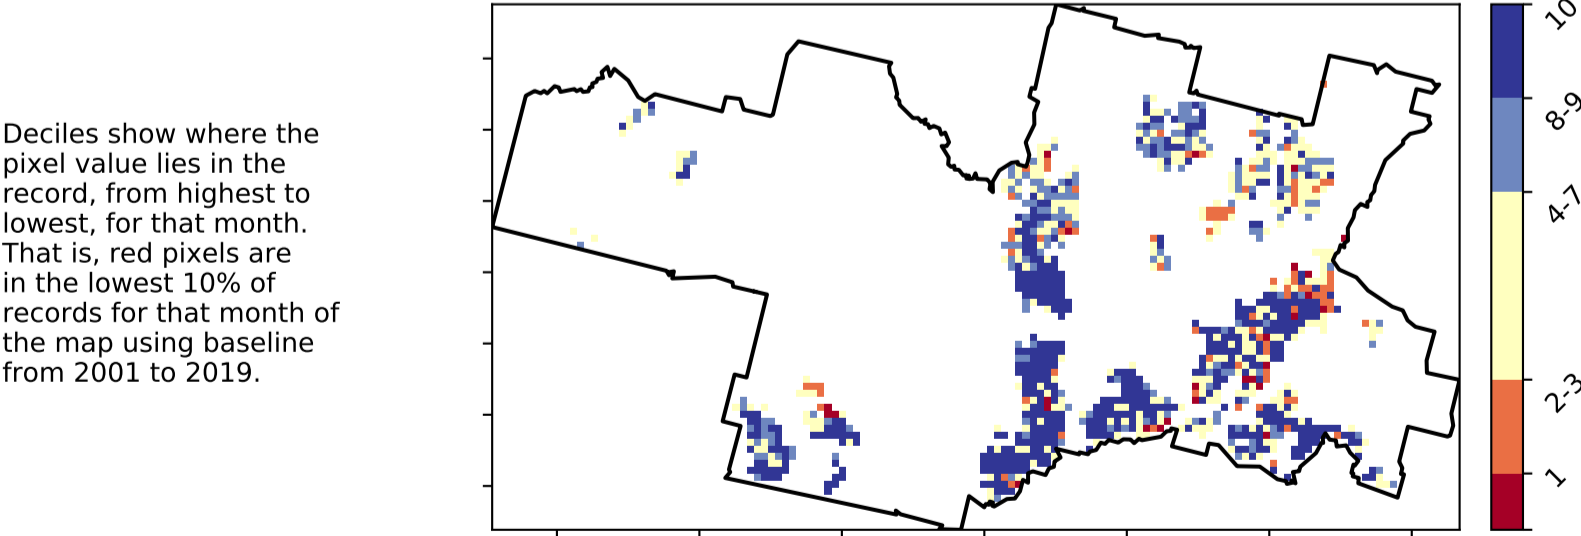 Deciles show where the
pixel value lies in the
record, from highest to
lowest, for that month.
That is, red pixels are
in the lowest 10% of
records for that month of
the map using baseline
from 2001 to 2019.
10
8-9
4-7
2-3
1